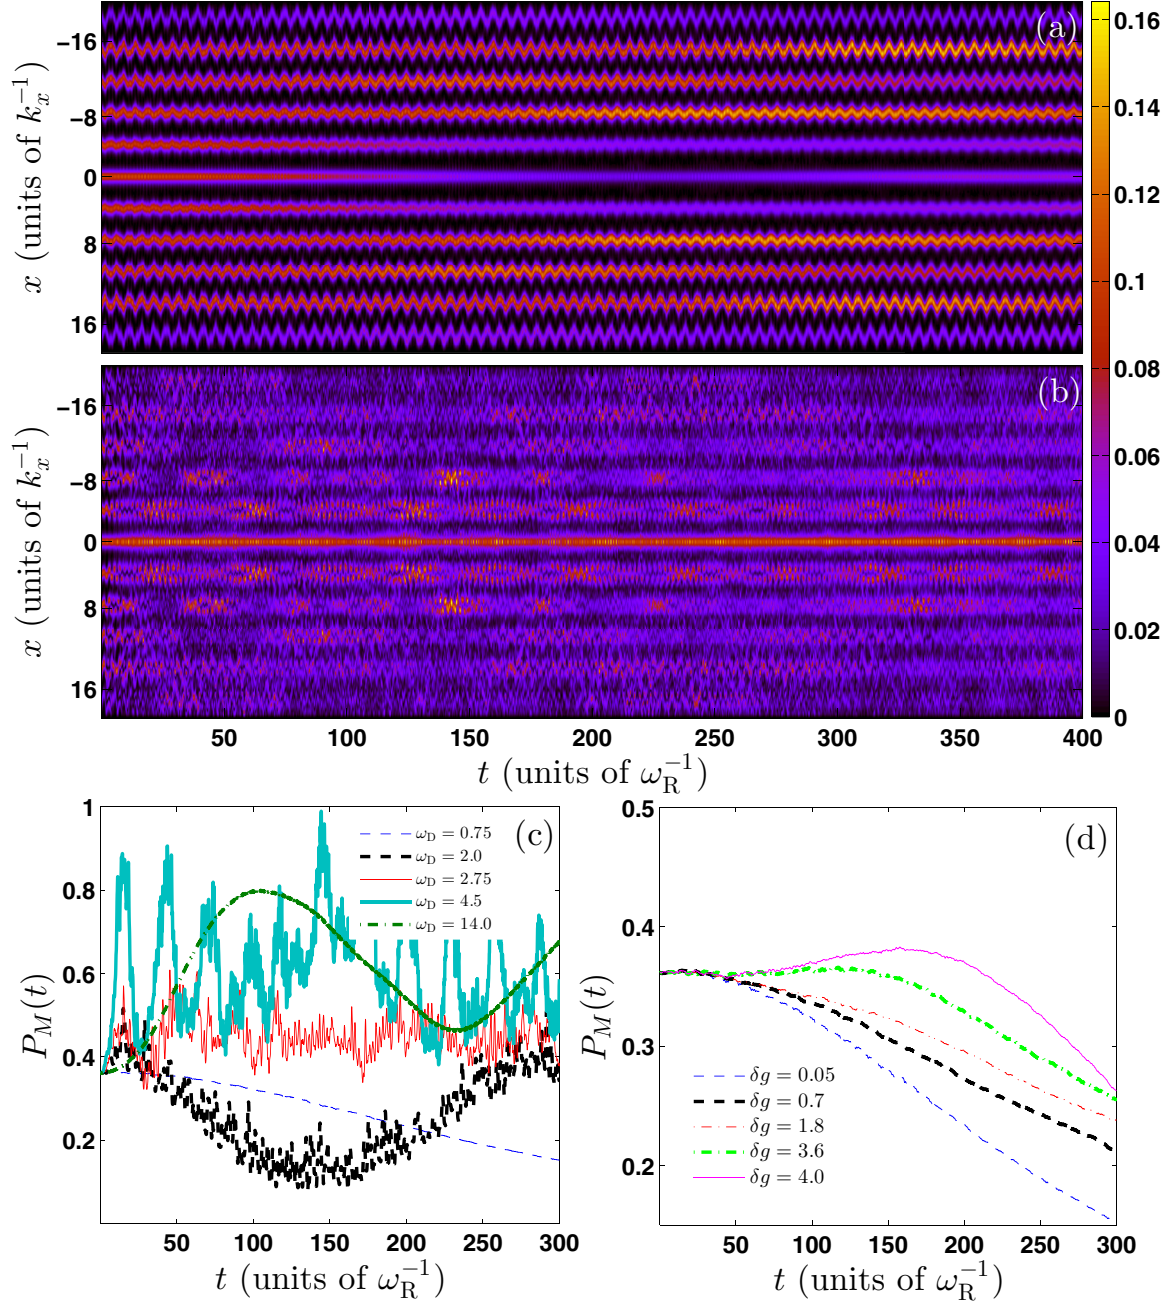 (a)
x (units of k_x^{-1})
−16
−8
0
8
16
0.16
0.14
0.12
0.1
0.08
0.06
0.04
0.02
0
(b)
x (units of k_x^{-1})
−16
−8
0
8
16
50 100 150 200 250 300 350 400
t (units of ω_R^{-1})
(c)
P_M(t)
1
0.8
0.6
0.4
0.2
ω_D = 0.75
ω_D = 2.0
ω_D = 2.75
ω_D = 4.5
ω_D = 14.0
50 100 150 200 250 300
t (units of ω_R^{-1})
(d)
P_M(t)
0.5
0.4
0.3
0.2
δg = 0.05
δg = 0.7
δg = 1.8
δg = 3.6
δg = 4.0
50 100 150 200 250 300
t (units of ω_R^{-1})